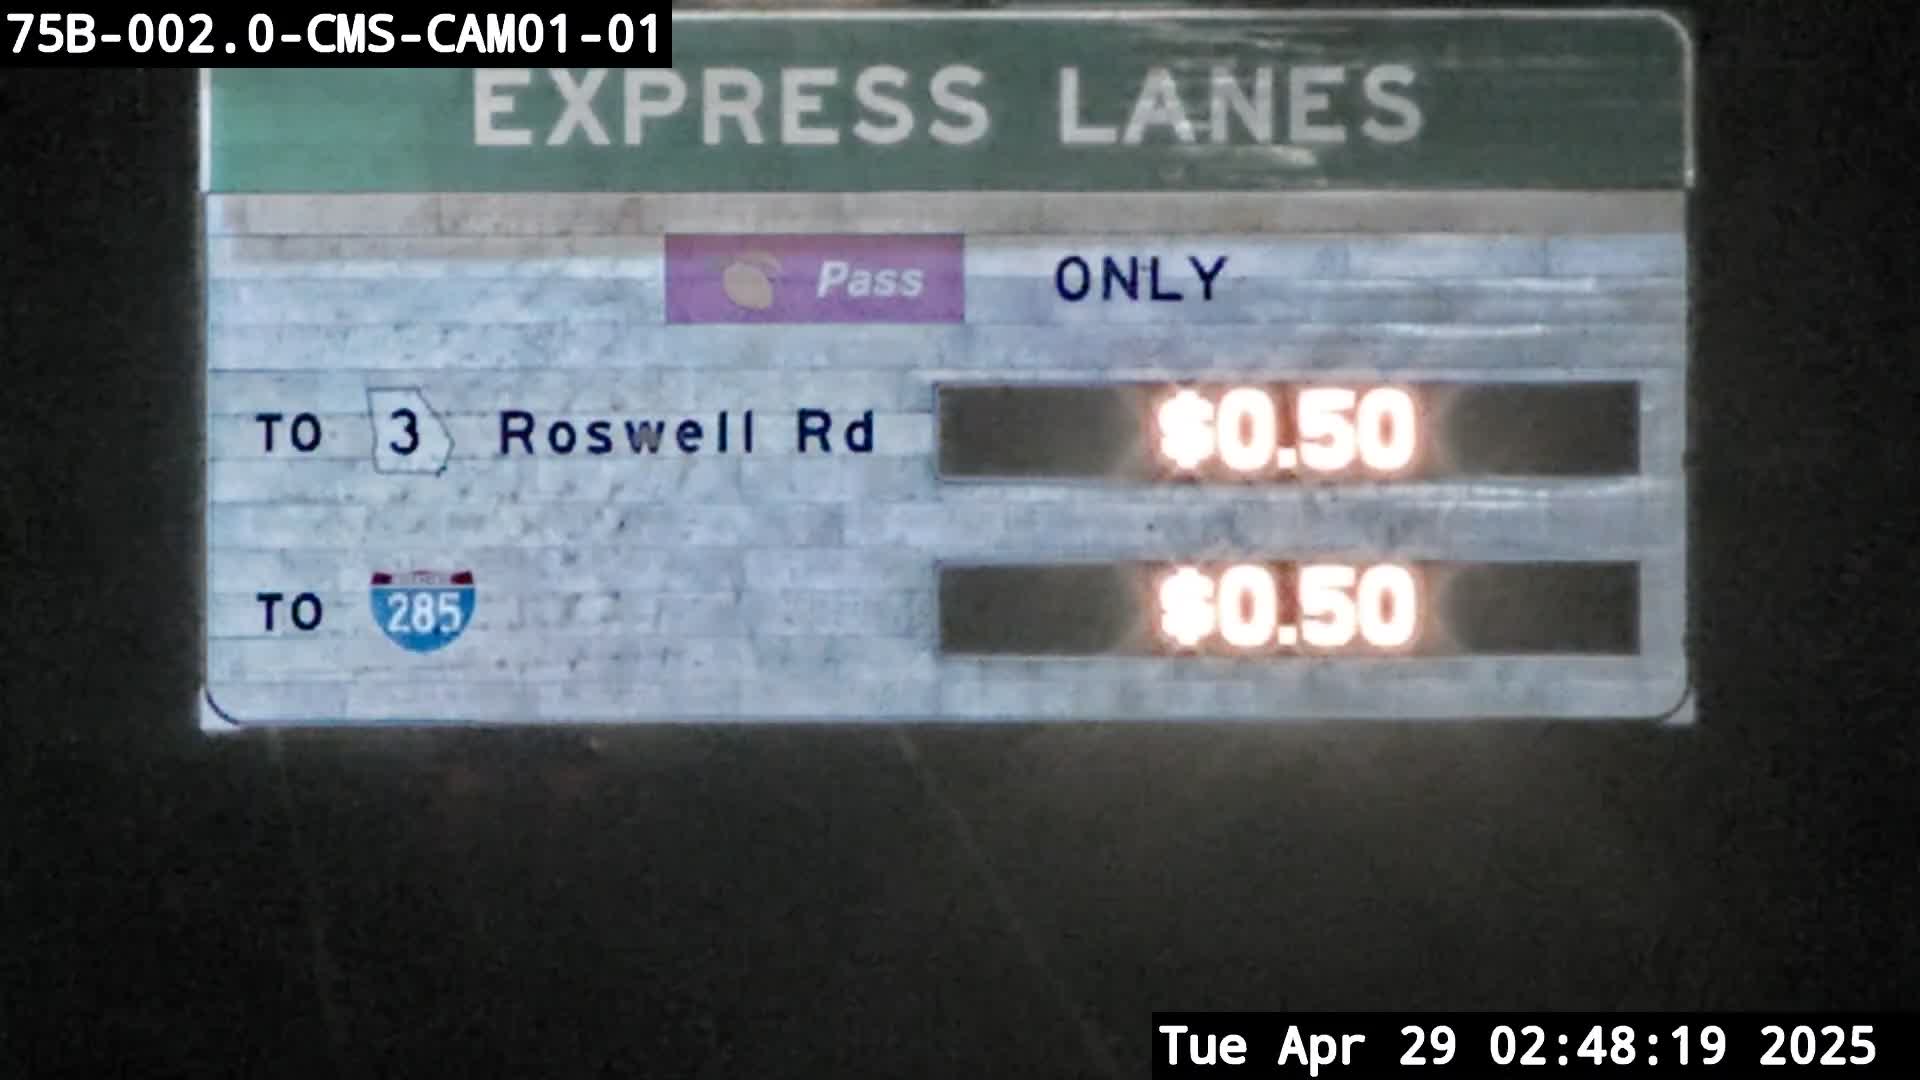 75B-002.0-CMS-CAM01-01
EXPRESS LANES
Pass ONLY
TO 3 Roswell Rd $0.50
TO 285 $0.50
Tue Apr 29 02:48:19 2025